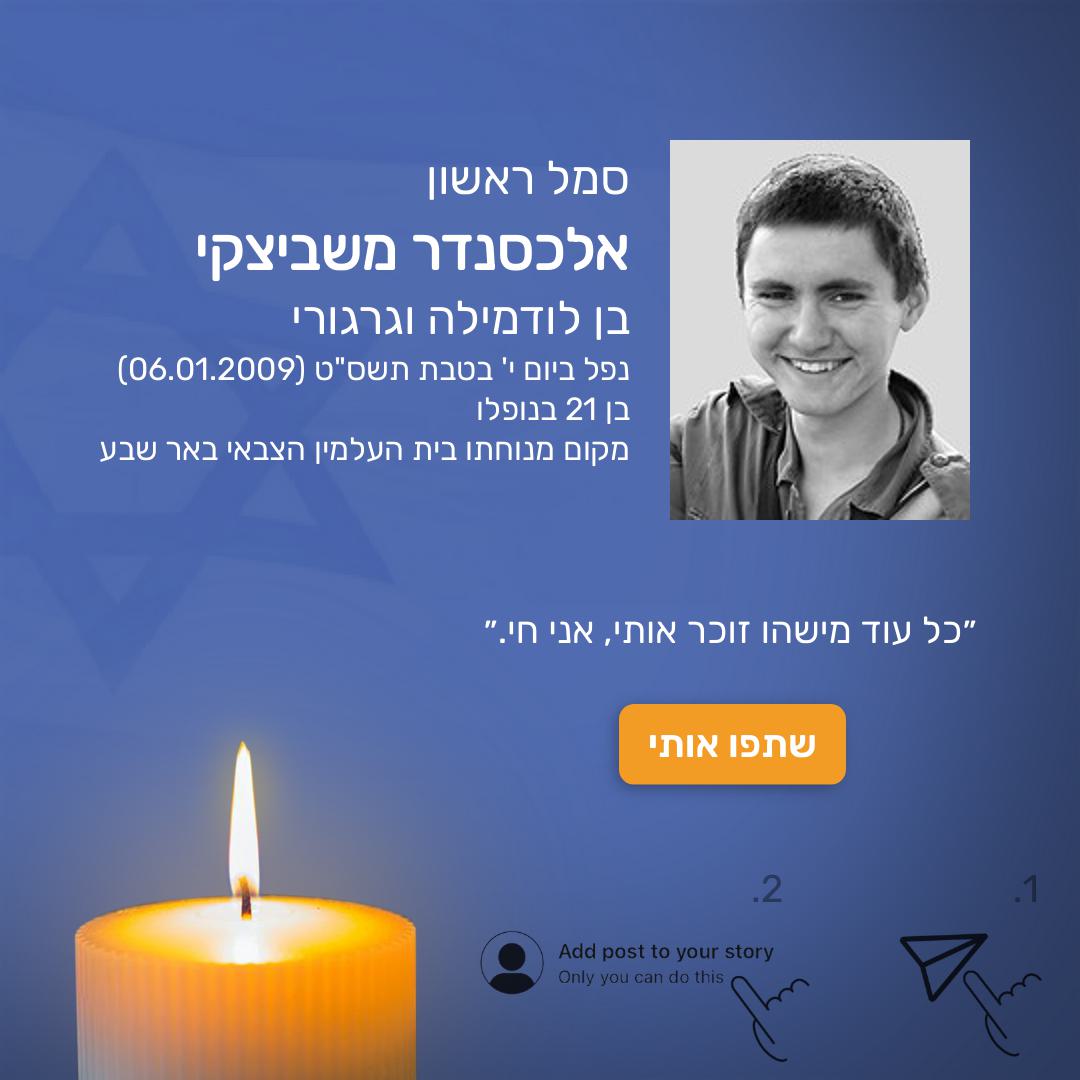 סמל ראשון
אלכסנדר משביצקי
בן לודמילה וגרגורי
נפל ביום י' בטבת תשס"ט (06.01.2009)
בן 21 בנופלו
מקום מנוחתו בית העלמין הצבאי באר שבע
״כל עוד מישהו זוכר אותי, אני חי.״
שתפו אותי
1.
2.
Add post to your story
Only you can do this